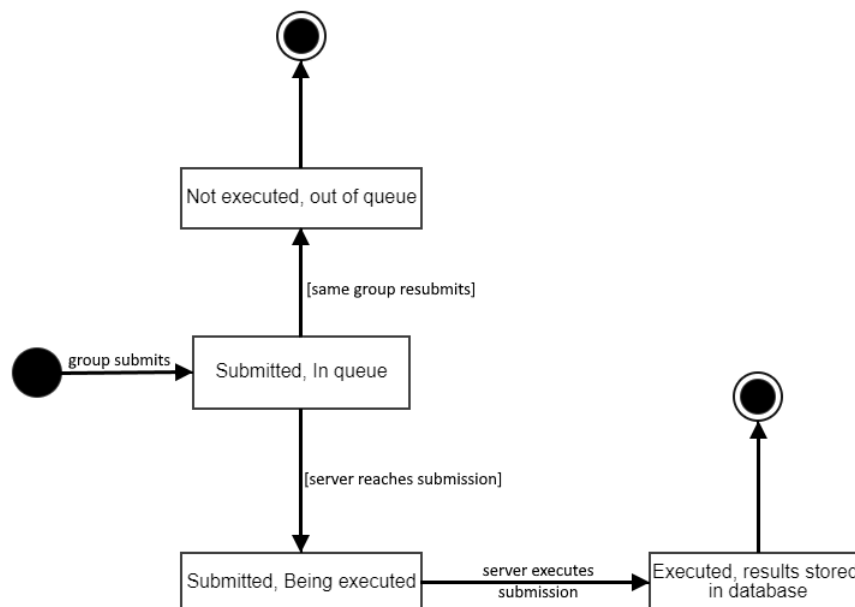 Not executed, out of queue
[same group resubmits]
group submits
Submitted, In queue
[server reaches submission]
Submitted, Being executed
server executes
submission
Executed, results stored
in database